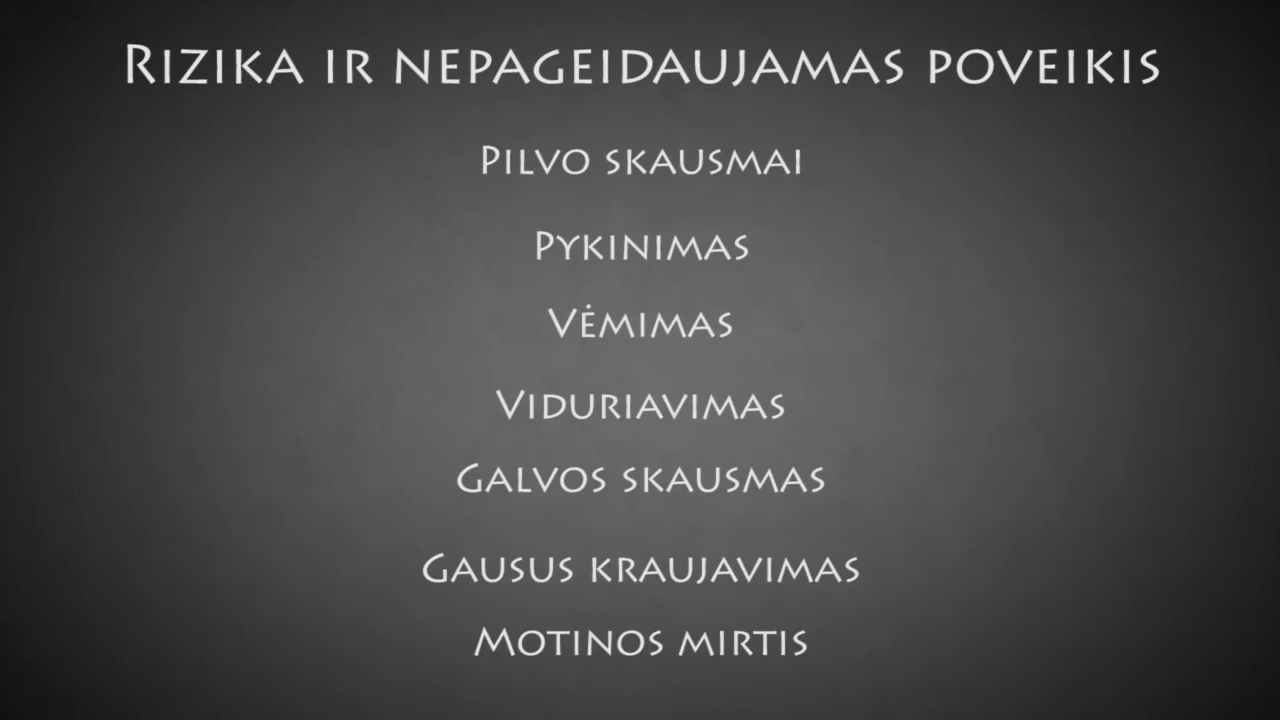 Rizika ir nepageidaujamas poveikis
Pilvo skausmai
Pykinimas
Vėmimas
Viduriavimas
Galvos skausmas
Gausus kraujavimas
Motinos mirtis